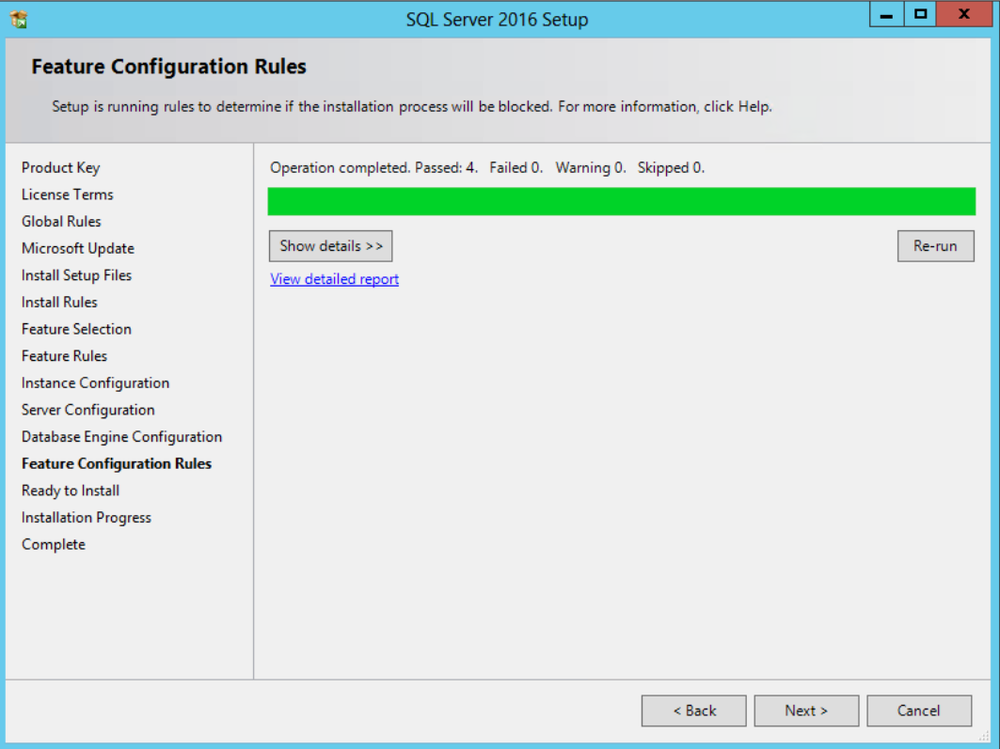 SQL Server 2016 Setup
Feature Configuration Rules
Setup is running rules to determine if the installation process will be blocked. For more information, click Help.
Product Key
License Terms
Global Rules
Microsoft Update
Install Setup Files
Install Rules
Feature Selection
Feature Rules
Instance Configuration
Server Configuration
Database Engine Configuration
Feature Configuration Rules
Ready to Install
Installation Progress
Complete
Operation completed. Passed: 4.   Failed 0.   Warning 0.   Skipped 0.
Show details >>
Re-run
View detailed report
< Back
Next >
Cancel